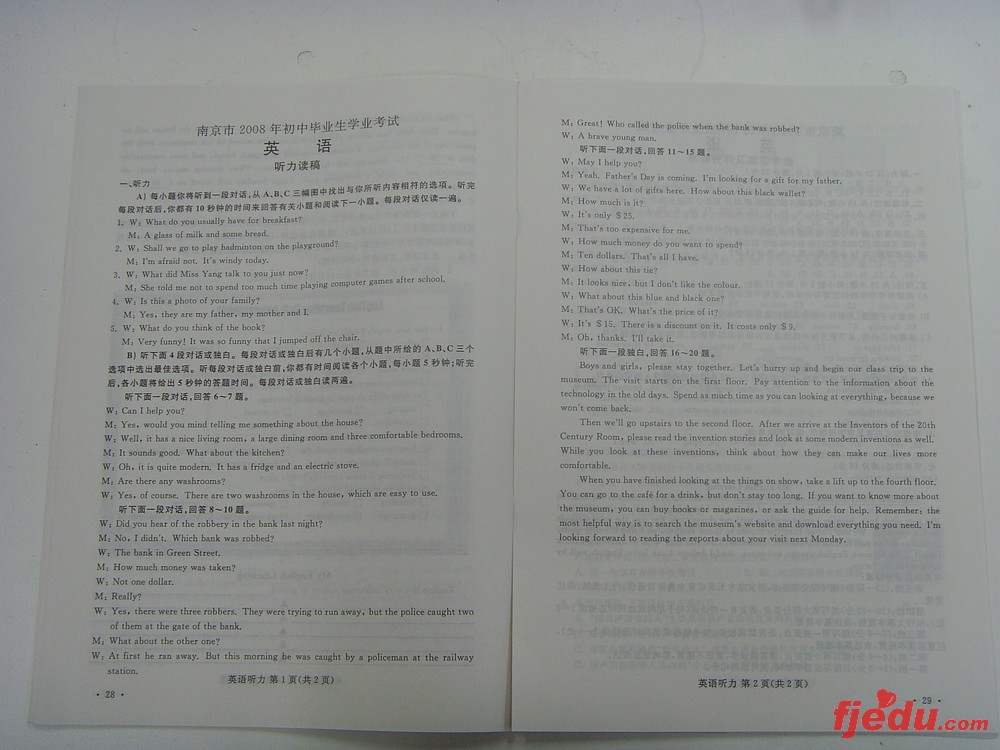 南京市 2008 年初中毕业生学业考试
英 语
听力读稿
一、听力
A) 每小题你将听到一段对话,从 A、B、C 三幅图中找出与你所听内容相符的选项。听完
每段对话后,你都有 10 秒钟的时间来回答有关小题和阅读下一小题。每段对话仅读一遍。
1. W: What do you usually have for breakfast?
M: A glass of milk and some bread.
2. W: Shall we go to play badminton on the playground?
M: I'm afraid not. It's windy today.
3. W: What did Miss Yang talk to you just now?
M: She told me not to spend too much time playing computer games after school.
4. W: Is this a photo of your family?
M: Yes, they are my father, my mother and I.
5. W: What do you think of the book?
M: Very funny! It was so funny that I jumped off the chair.
B) 听下面 4 段对话或独白。每段对话或独白后有几个小题,从题中所给的 A、B、C 三个
选项中选出最佳选项。听每段对话或独白前,你都有时间阅读各个小题,每小题 5 秒钟;听完
后,各小题将给出 5 秒钟的答题时间。每段对话或独白读两遍。
听下面一段对话,回答 6~7 题。
W: Can I help you?
M: Yes, would you mind telling me something about the house?
W: Well, it has a nice living room, a large dining room and three comfortable bedrooms.
M: It sounds good. What about the kitchen?
W: Oh, it is quite modern. It has a fridge and an electric stove.
M: Are there any washrooms?
W: Yes, of course. There are two washrooms in the house, which are easy to use.
听下面一段对话,回答 8~10 题。
W: Did you hear of the robbery in the bank last night?
M: No, I didn't. Which bank was robbed?
W: The bank in Green Street.
M: How much money was taken?
W: Not one dollar.
M: Really?
W: Yes, there were three robbers. They were trying to run away, but the police caught two
of them at the gate of the bank.
M: What about the other one?
W: At first he ran away. But this morning he was caught by a policeman at the railway
station.
英语听力 第 1 页(共 2 页)
· 28 ·
M: Great! Who called the police when the bank was robbed?
W: A brave young man.
听下面一段对话,回答 11~15 题。
W: May I help you?
M: Yeah. Father's Day is coming. I'm looking for a gift for my father.
W: We have a lot of gifts here. How about this black wallet?
M: How much is it?
W: It's only $25.
M: That's too expensive for me.
W: How much money do you want to spend?
M: Ten dollars. That's all I have.
W: How about this tie?
M: It looks nice, but I don't like the colour.
W: What about this blue and black one?
M: That's OK. What's the price of it?
W: It's $15. There is a discount on it. It costs only $9.
M: Oh, thanks. I'll take it.
听下面一段独白,回答 16~20 题。
Boys and girls, please stay together. Let's hurry up and begin our class trip to the
museum. The visit starts on the first floor. Pay attention to the information about the
technology in the old days. Spend as much time as you can looking at everything, because we
won't come back.
Then we'll go upstairs to the second floor. After we arrive at the Inventors of the 20th
Century Room, please read the invention stories and look at some modern inventions as well.
While you look at these inventions, think about how they can make our lives more
comfortable.
When you have finished looking at the things on show, take a lift up to the fourth floor.
You can go to the café for a drink, but don't stay too long. If you want to know more about
the museum, you can buy books or magazines, or ask the guide for help. Remember: the
most helpful way is to search the museum's website and download everything you need. I'm
looking forward to reading the reports about your visit next Monday.
英语听力 第 2 页(共 2 页)
· 29 ·
fjedu.com